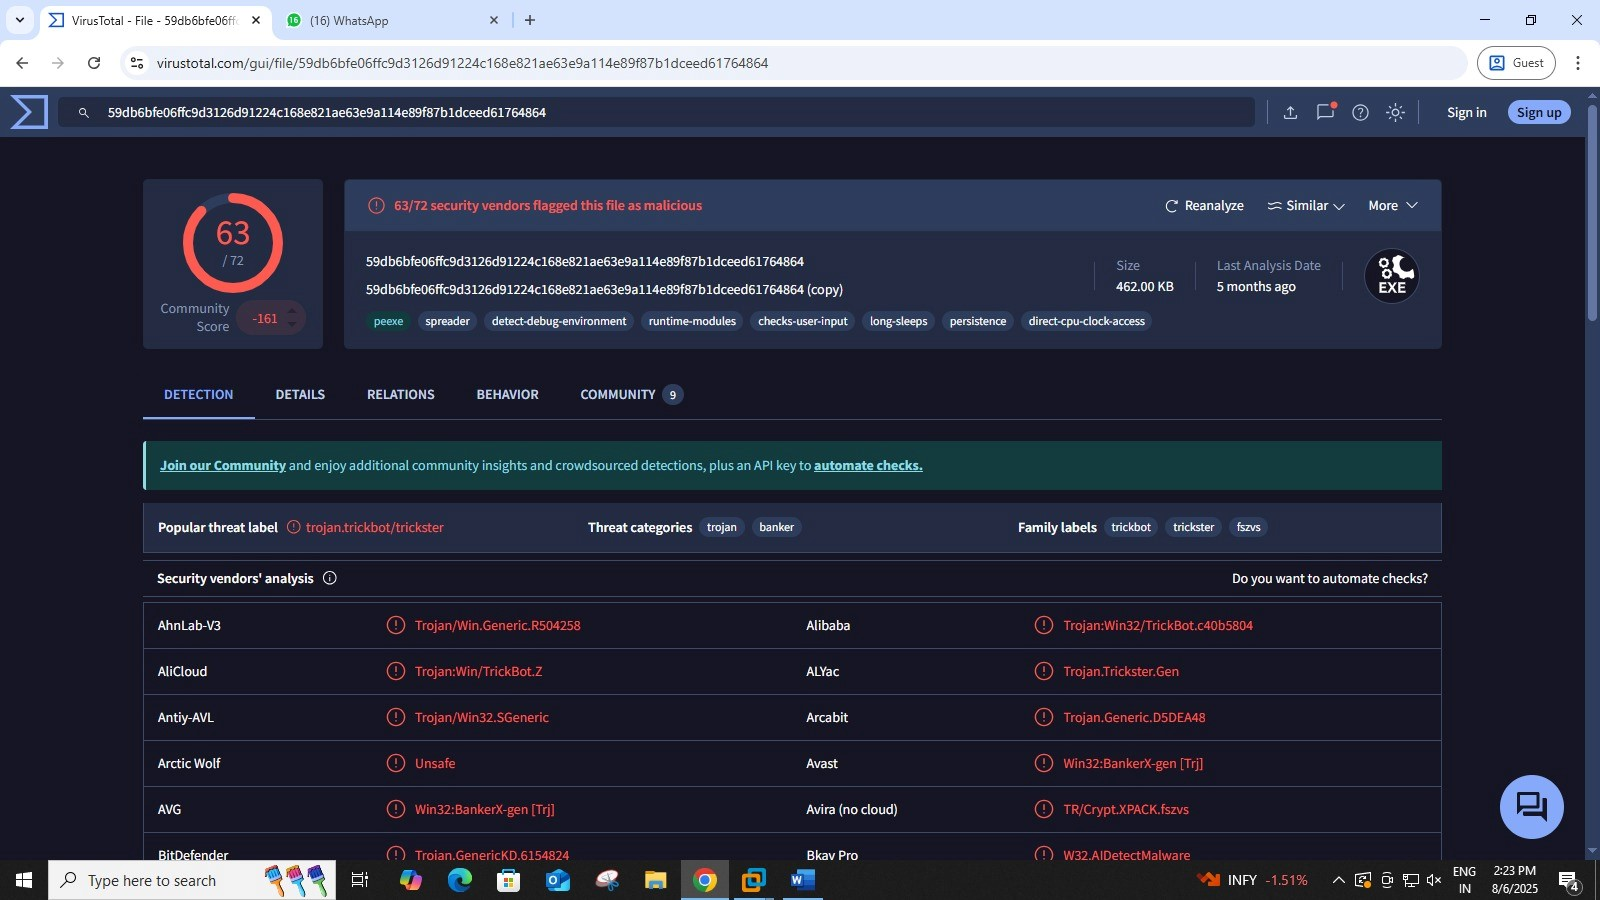 VirusTotal - File - 59db6bfe06ff
(16) WhatsApp
virustotal.com/gui/file/59db6bfe06ffc9d3126d91224c168e821ae63e9a114e89f87b1dceed61764864
Guest
59db6bfe06ffc9d3126d91224c168e821ae63e9a114e89f87b1dceed61764864
Sign in
Sign up
63
/ 72
Community Score
-161
63/72 security vendors flagged this file as malicious
Reanalyze
Similar
More
59db6bfe06ffc9d3126d91224c168e821ae63e9a114e89f87b1dceed61764864
59db6bfe06ffc9d3126d91224c168e821ae63e9a114e89f87b1dceed61764864 (copy)
Size
462.00 KB
Last Analysis Date
5 months ago
EXE
peexe spreader detect-debug-environment runtime-modules checks-user-input long-sleeps persistence direct-cpu-clock-access
DETECTION DETAILS RELATIONS BEHAVIOR COMMUNITY 9
Join our Community and enjoy additional community insights and crowdsourced detections, plus an API key to automate checks.
Popular threat label trojan.trickbot/trickster Threat categories trojan banker Family labels trickbot trickster fszvs
Security vendors' analysis Do you want to automate checks?
AhnLab-V3 Trojan/Win.Generic.R504258 Alibaba Trojan:Win32/TrickBot.c40b5804
AliCloud Trojan:Win/TrickBot.Z ALYac Trojan.Trickster.Gen
Antiy-AVL Trojan/Win32.SGeneric Arcabit Trojan.Generic.D5DEA48
Arctic Wolf Unsafe Avast Win32:BankerX-gen [Trj]
AVG Win32:BankerX-gen [Trj] Avira (no cloud) TR/Crypt.XPACK.fszvs
BitDefender Trojan.GenericKD.6154824 Bkav Pro W32.AIDetectMalware
Type here to search
INFY -1.51%
ENG
IN
2:23 PM
8/6/2025
4